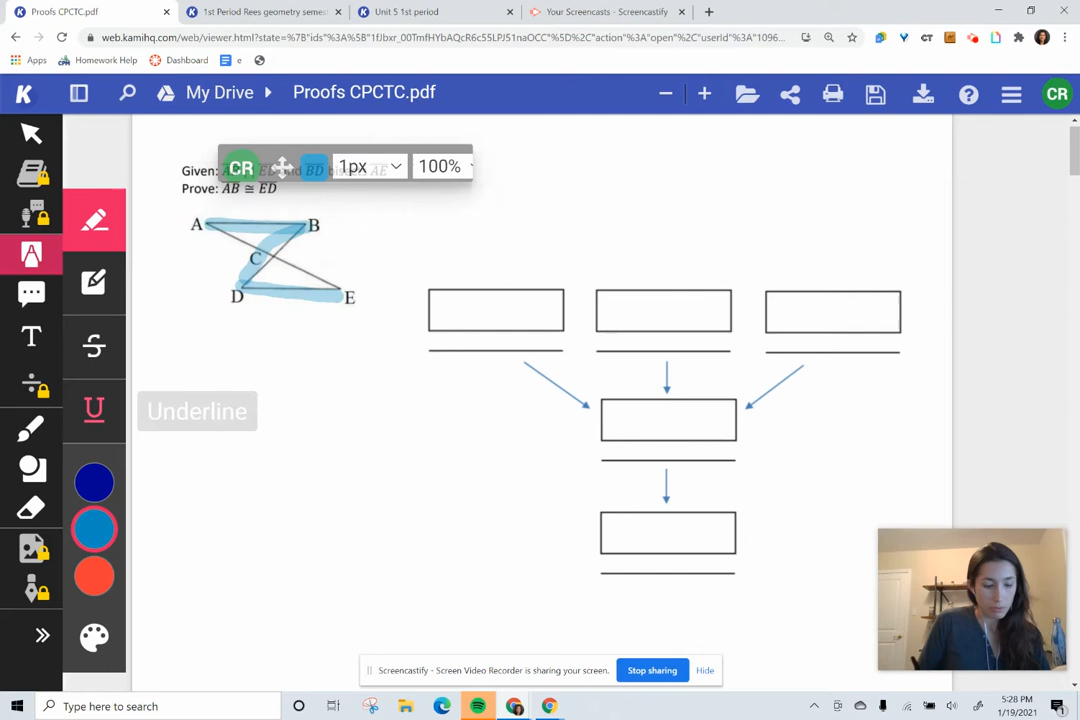 Proofs CPCTC.pdf
1st Period Rees geometry semest
Unit 5 1st period
Your Screencasts - Screencastify
web.kamihq.com/web/viewer.html?state=%7B"ids"%3A%5B"1fJbxr_00TmfHYbAQcR6c55LPJ51naOCC"%5D%2C"action"%3A"open"%2C"userId"%3A"1096...
Apps
Homework Help
Dashboard
e
K
My Drive
Proofs CPCTC.pdf
CR
CR
1px
100%
Given:
Prove: AB ≅ ED
A
B
C
D
E
Underline
Screencastify - Screen Video Recorder is sharing your screen.
Stop sharing
Hide
Type here to search
5:28 PM
1/19/2021